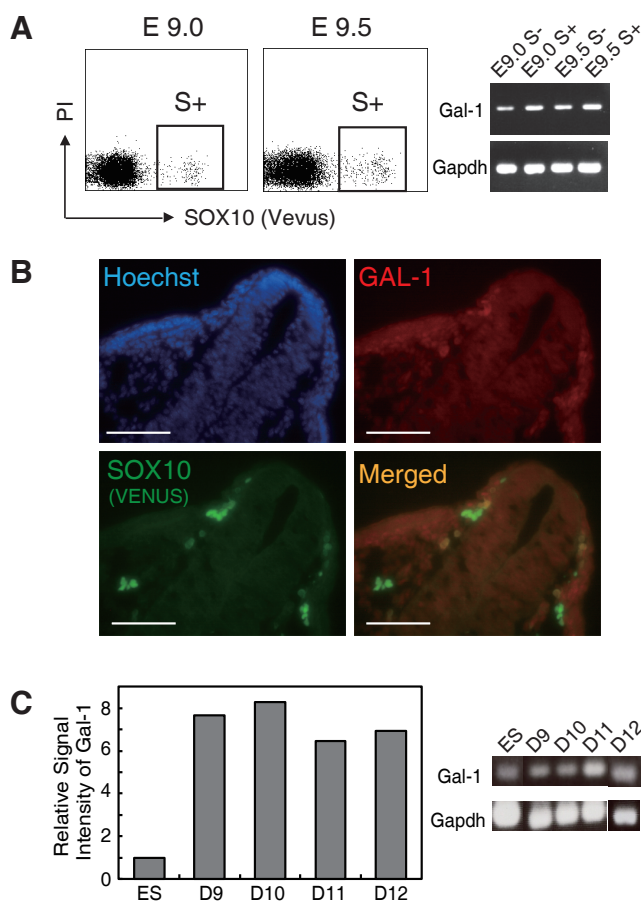 A
E 9.0
E 9.5
S+
S+
PI
SOX10 (Vevus)
E9.0 S-
E9.0 S+
E9.5 S-
E9.5 S+
Gal-1
Gapdh
B
Hoechst
GAL-1
SOX10
(VENUS)
Merged
C
Relative Signal
Intensity of Gal-1
8
6
4
2
0
ES
D9
D10
D11
D12
ES
D9
D10
D11
D12
Gal-1
Gapdh